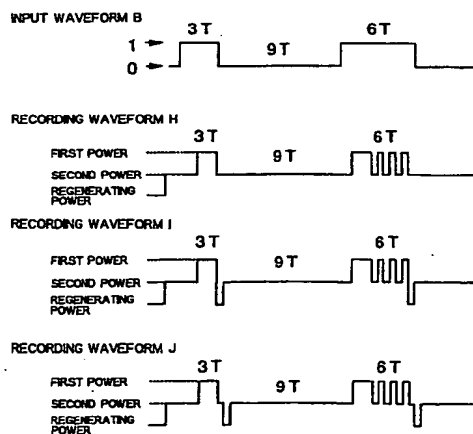 INPUT WAVEFORM B
3T
6T
1
9T
0
RECORDING WAVEFORM H
3T
6T
FIRST POWER
9T
SECOND POWER
REGENERATING
POWER
RECORDING WAVEFORM I
3T
6T
FIRST POWER
9T
SECOND POWER
REGENERATING
POWER
RECORDING WAVEFORM J
3T
6T
FIRST POWER
9T
SECOND POWER
REGENERATING
POWER